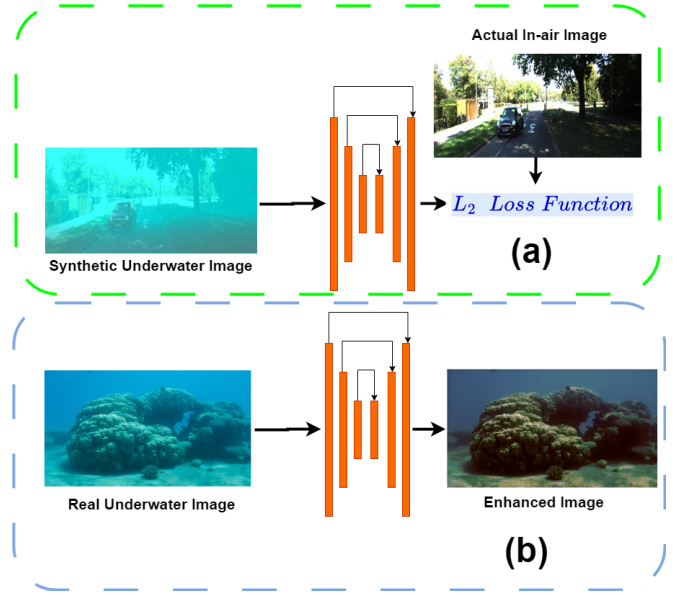 Actual In-air Image
L₂ Loss Function
Synthetic Underwater Image
(a)
Real Underwater Image
Enhanced Image
(b)